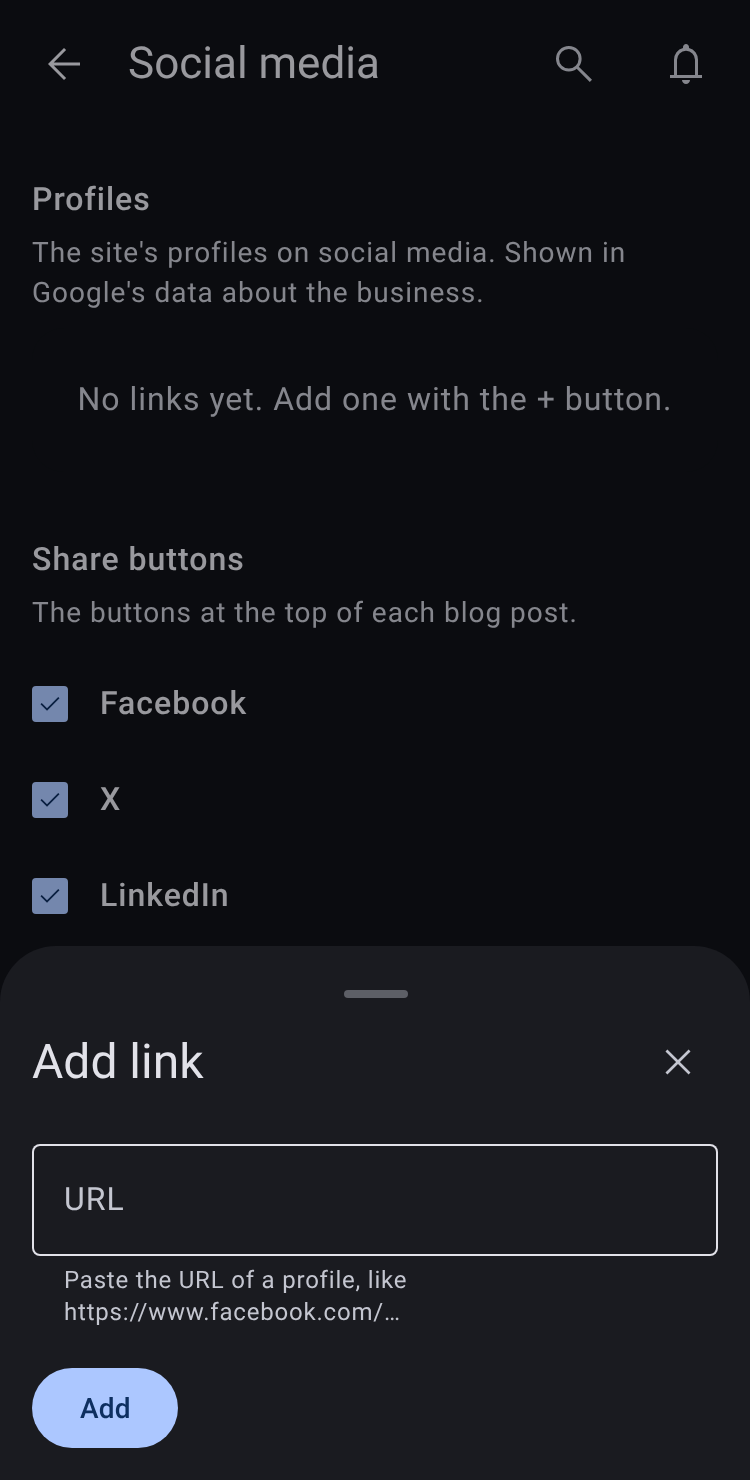 Social media
Profiles
The site's profiles on social media. Shown in
Google's data about the business.
No links yet. Add one with the + button.
Share buttons
The buttons at the top of each blog post.
Facebook
X
LinkedIn
Add link
URL
Paste the URL of a profile, like
https://www.facebook.com/…
Add